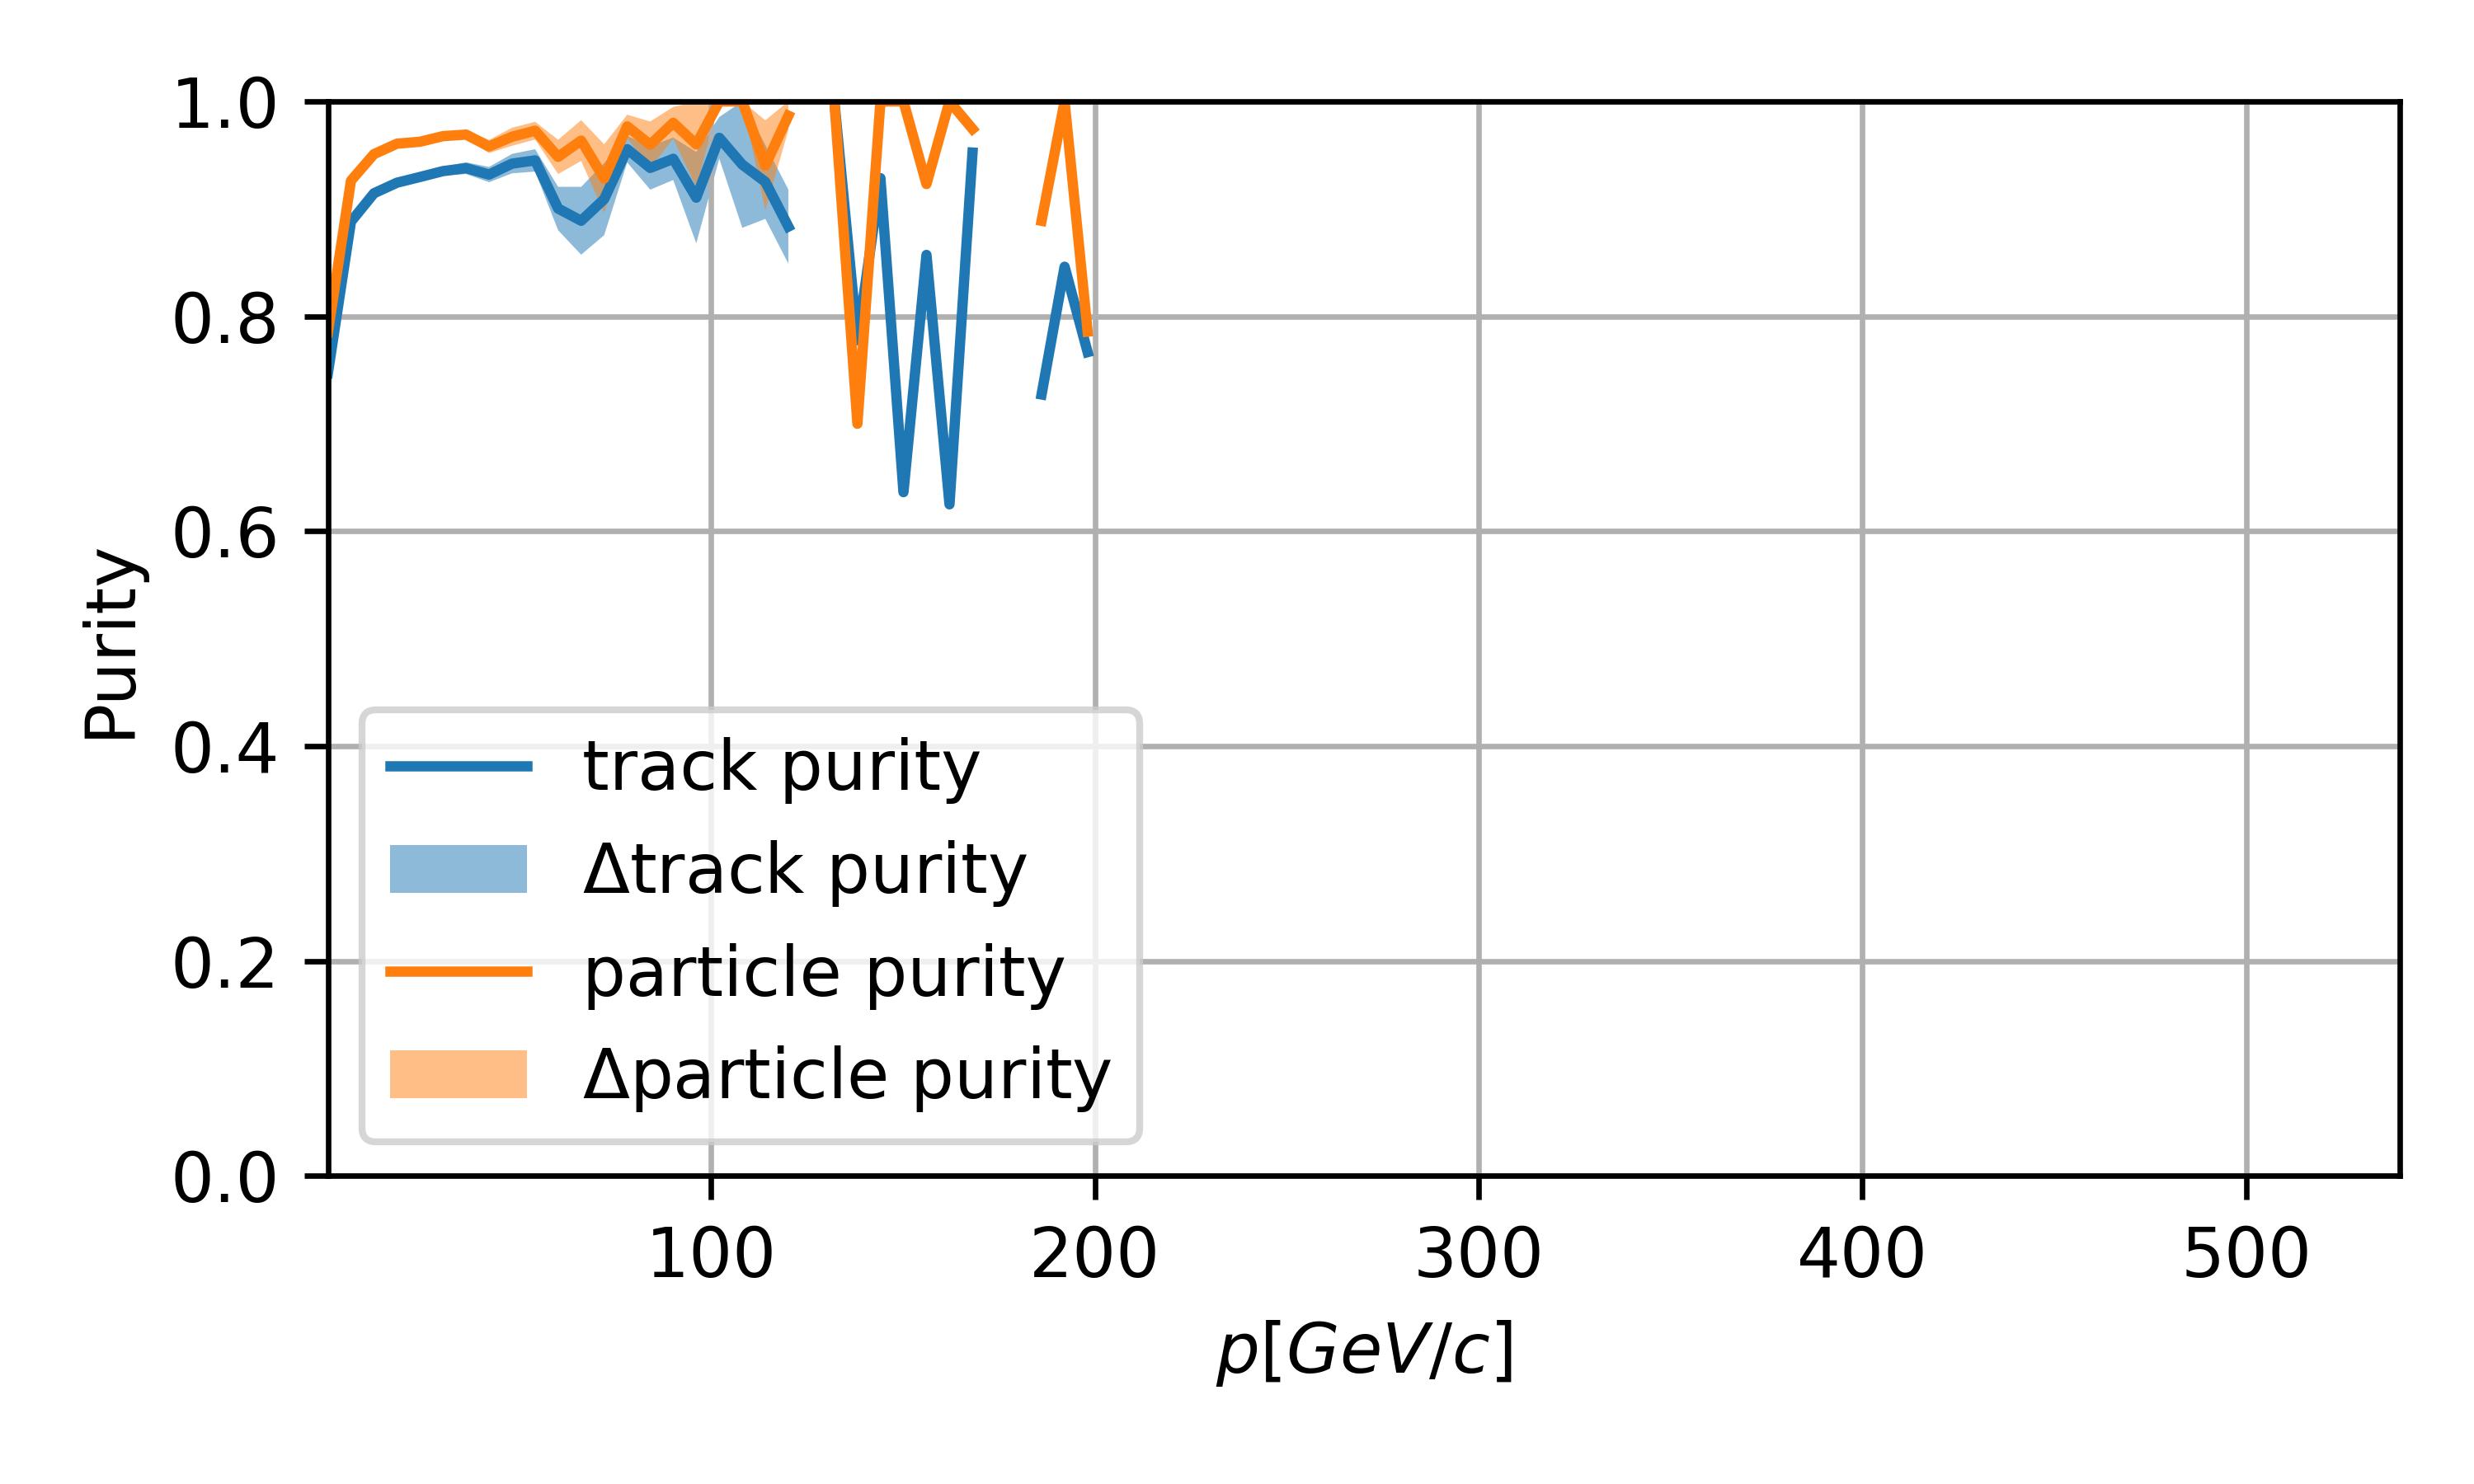 1.0
0.8
0.6
0.4
0.2
0.0
Purity
track purity
Δtrack purity
particle purity
Δparticle purity
100 200 300 400 500
p[GeV/c]